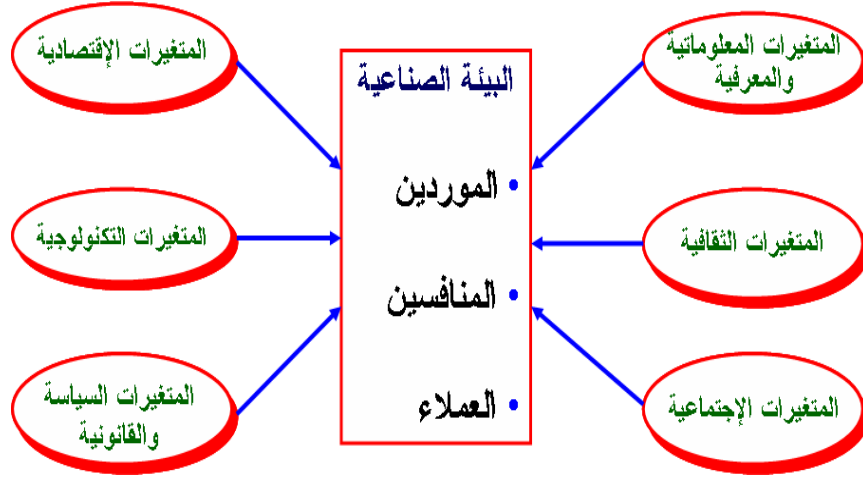 المتغيرات المعلوماتية
والمعرفية
المتغيرات الثقافية
المتغيرات الإجتماعية
البيئة الصناعية
• الموردين
• المنافسين
• العملاء
المتغيرات الإقتصادية
المتغيرات التكنولوجية
المتغيرات السياسة
والقانونية